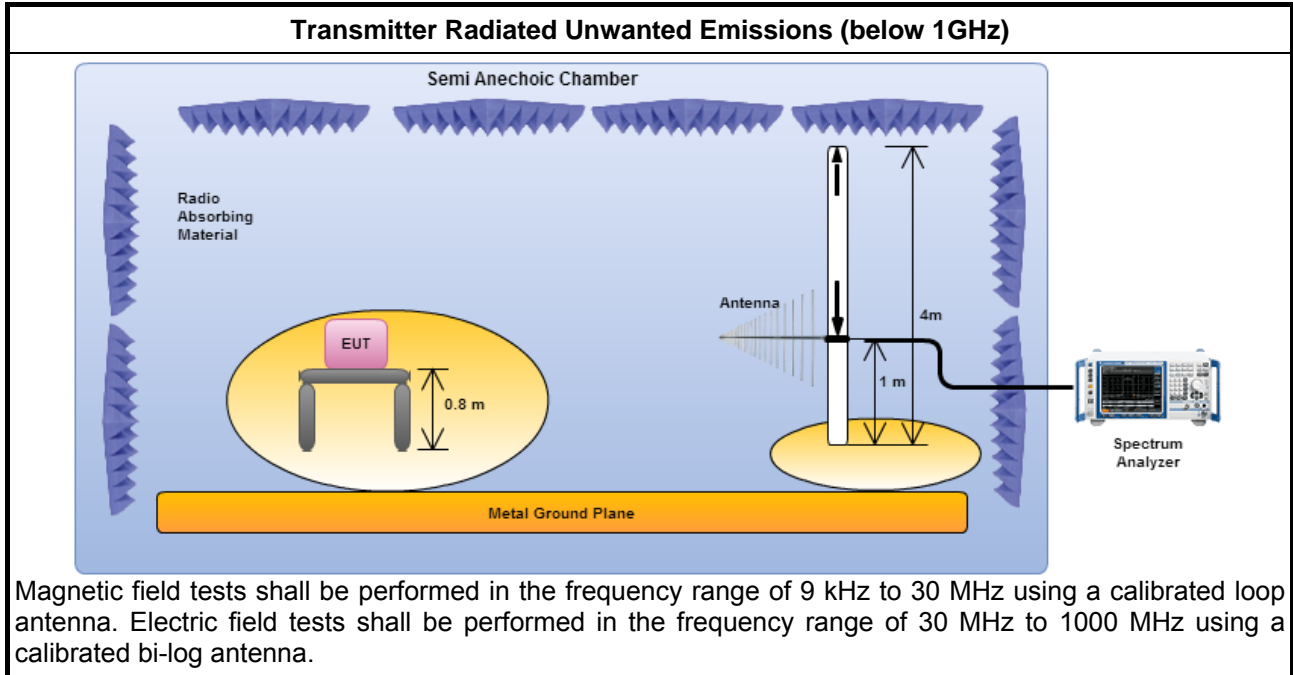 Transmitter Radiated Unwanted Emissions (below 1GHz)
Semi Anechoic Chamber
Radio
Absorbing
Material
Antenna
4m
EUT
1 m
0.8 m
Spectrum
Analyzer
Metal Ground Plane
Magnetic field tests shall be performed in the frequency range of 9 kHz to 30 MHz using a calibrated loop
antenna. Electric field tests shall be performed in the frequency range of 30 MHz to 1000 MHz using a
calibrated bi-log antenna.